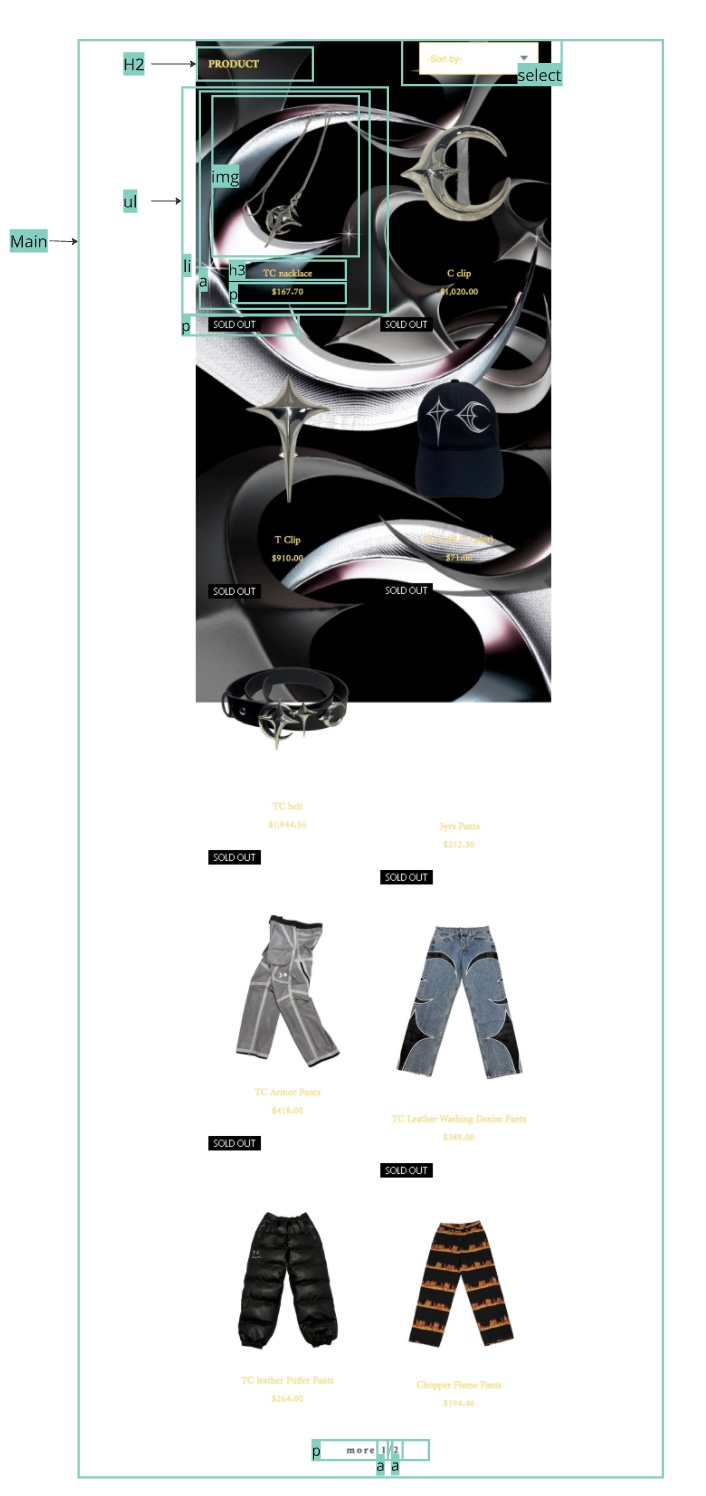 H2
PRODUCT
-Sort by-
select
img
ul
Main
li
a
h3
TC nacklace
p
$167.70
C clip
$1,020.00
p
SOLD OUT
SOLD OUT
T Clip
$910.00
$71.00
SOLD OUT
SOLD OUT
TC belt
$1,944.56
3yrs Pants
$212.30
SOLD OUT
SOLD OUT
TC Armor Pants
$418.00
TC Leather Washing Denim Pants
$388.00
SOLD OUT
SOLD OUT
TC leather Puffer Pants
$264.00
Chopper Flame Pants
$194.46
p
more 1/2
a
a